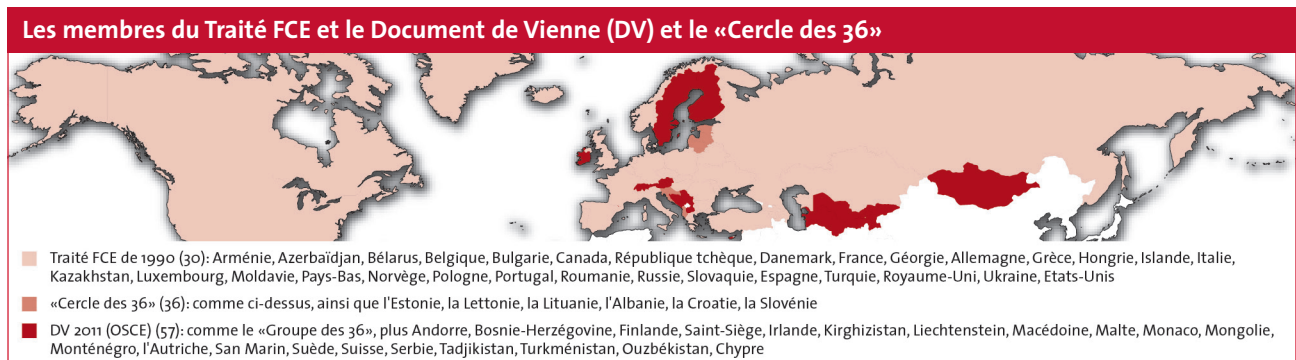 Les membres du Traité FCE et le Document de Vienne (DV) et le «Cercle des 36»
Traité FCE de 1990 (30): Arménie, Azerbaïdjan, Bélarus, Belgique, Bulgarie, Canada, République tchèque, Danemark, France, Géorgie, Allemagne, Grèce, Hongrie, Islande, Italie,
Kazakhstan, Luxembourg, Moldavie, Pays-Bas, Norvège, Pologne, Portugal, Roumanie, Russie, Slovaquie, Espagne, Turquie, Royaume-Uni, Ukraine, Etats-Unis
«Cercle des 36» (36): comme ci-dessus, ainsi que l'Estonie, la Lettonie, la Lituanie, l'Albanie, la Croatie, la Slovénie
DV 2011 (OSCE) (57): comme le «Groupe des 36», plus Andorre, Bosnie-Herzégovine, Finlande, Saint-Siège, Irlande, Kirghizistan, Liechtenstein, Macédoine, Malte, Monaco, Mongolie,
Monténégro, l'Autriche, San Marin, Suède, Suisse, Serbie, Tadjikistan, Turkménistan, Ouzbékistan, Chypre